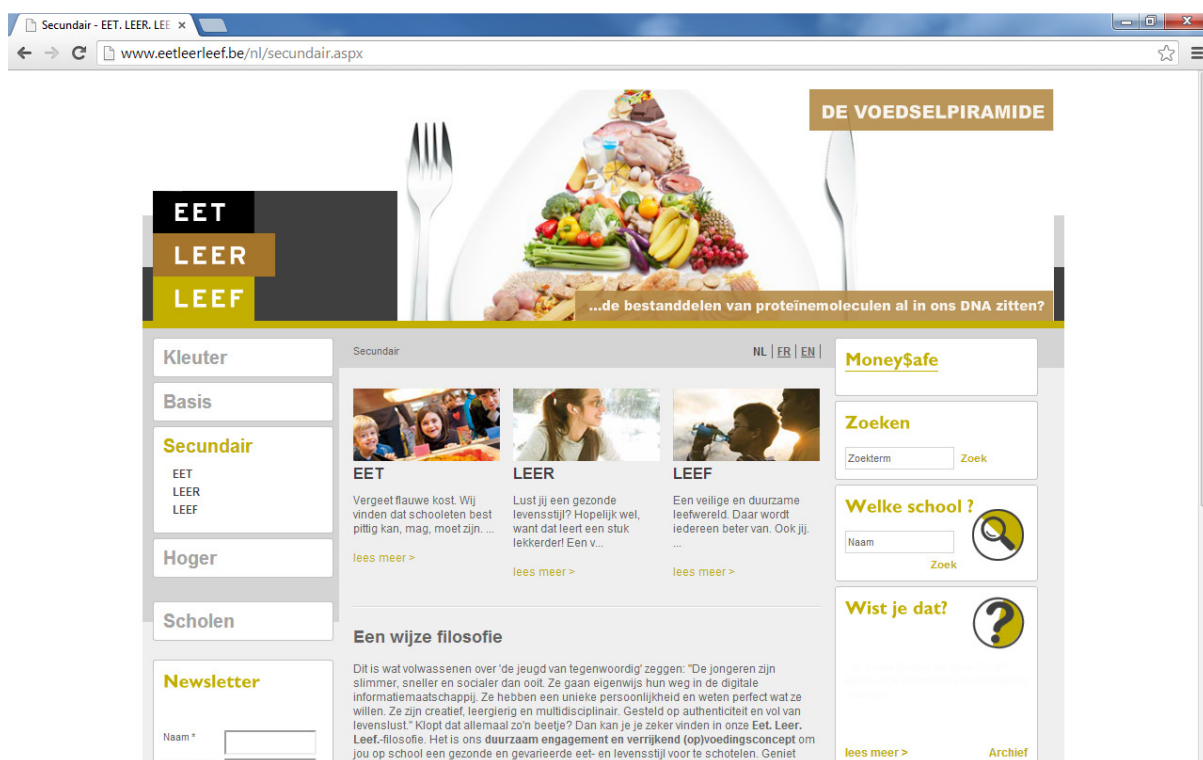 Secundair - EET. LEER. LEE
www.eetleerleef.be/nl/secundair.aspx
DE VOEDSELPIRAMIDE
EET
LEER
LEEF
...de bestanddelen van proteïnemoleculen al in ons DNA zitten?
Kleuter
Basis
Secundair
EET
LEER
LEEF
Hoger
Scholen
Newsletter
Naam *
Secundair
NL | FR | EN |
EET
Vergeet flauwe kost. Wij
vinden dat schooleten best
pittig kan, mag, moet zijn. ...
lees meer >
LEER
Lust jij een gezonde
levensstijl? Hopelijk wel,
want dat leert een stuk
lekkerder! Een v...
lees meer >
LEEF
Een veilige en duurzame
leefwereld. Daar wordt
iedereen beter van. Ook jij.
...
lees meer >
Een wijze filosofie
Dit is wat volwassenen over 'de jeugd van tegenwoordig' zeggen: "De jongeren zijn
slimmer, sneller en socialer dan ooit. Ze gaan eigenwijs hun weg in de digitale
informatiemaatschappij. Ze hebben een unieke persoonlijkheid en weten perfect wat ze
willen. Ze zijn creatief, leergierig en multidisciplinair. Gesteld op authenticiteit en vol van
levenslust." Klopt dat allemaal zo'n beetje? Dan kan je je zeker vinden in onze Eet. Leer.
Leef.-filosofie. Het is ons duurzaam engagement en verrijkend (op)voedingsconcept om
jou op school een gezonde en gevarieerde eet- en levensstijl voor te schotelen. Geniet
Money$afe
Zoeken
Zoekterm
Zoek
Welke school ?
Naam
Zoek
Wist je dat?
lees meer >
Archief